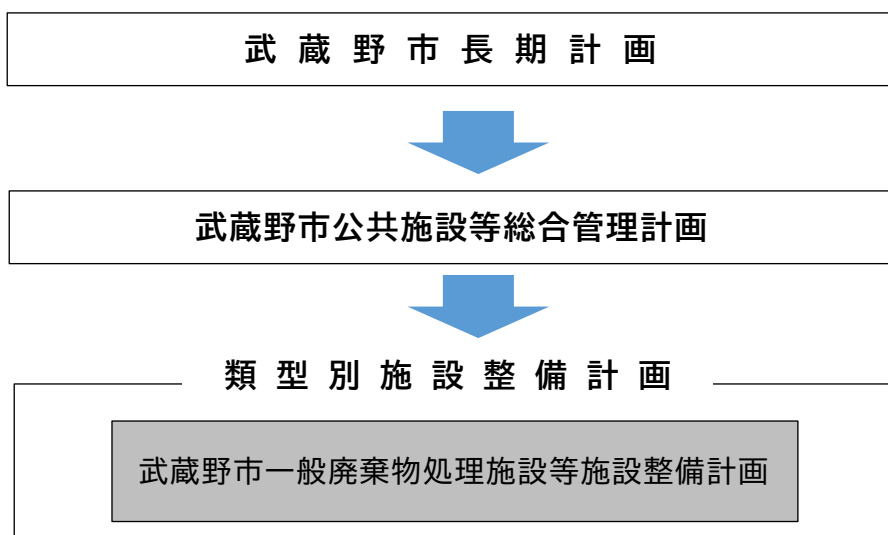 武蔵野市長期計画
武蔵野市公共施設等総合管理計画
類型別施設整備計画
武蔵野市一般廃棄物処理施設等施設整備計画